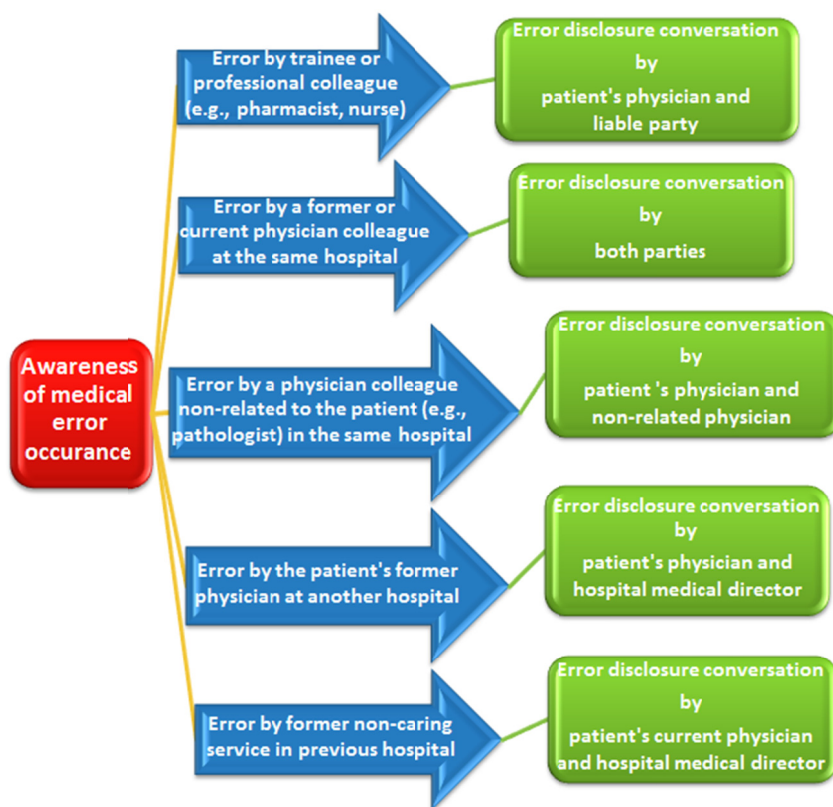 Awareness
of medical
error
occurance
Error by trainee or
professional colleague
(e.g., pharmacist, nurse)
Error disclosure conversation
by
patient's physician and
liable party
Error by a former or
current physician colleague
at the same hospital
Error disclosure conversation
by
both parties
Error by a physician colleague
non-related to the patient (e.g.,
pathologist) in the same hospital
Error disclosure conversation
by
patient 's physician and
non-related physician
Error by the patient's former
physician at another hospital
Error disclosure conversation
by
patient's physician and
hospital medical director
Error by former non-caring
service in previous hospital
Error disclosure conversation
by
patient's current physician
and hospital medical director